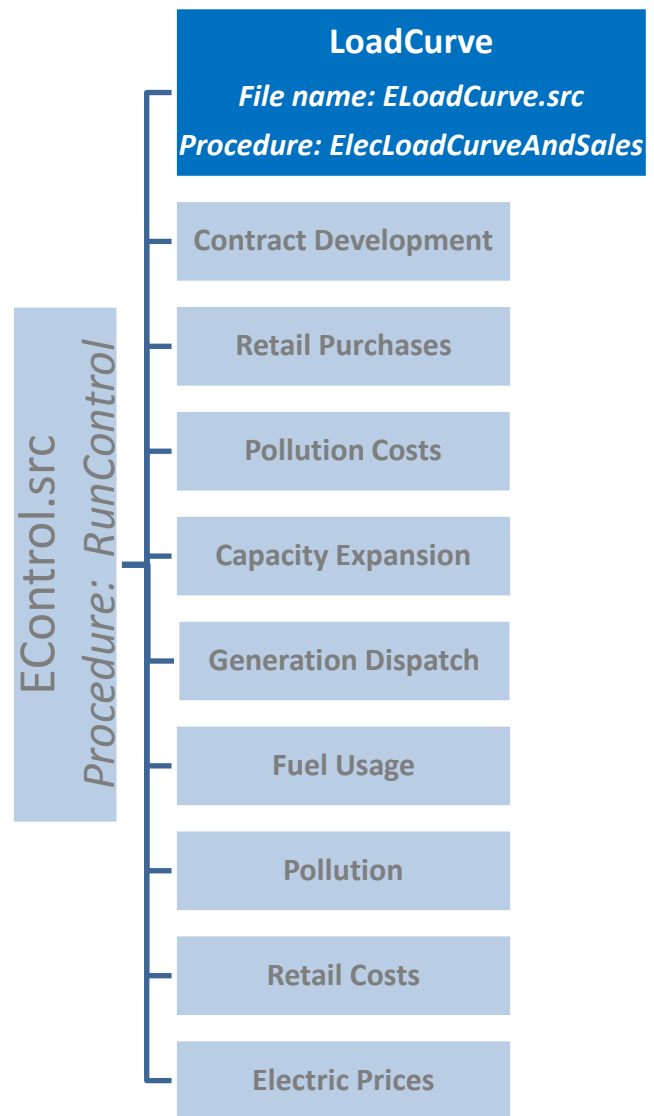 LoadCurve
File name: ELoadCurve.src
Procedure: ElecLoadCurveAndSales
Contract Development
Retail Purchases
Pollution Costs
Capacity Expansion
Generation Dispatch
Fuel Usage
Pollution
Retail Costs
Electric Prices
EControl.src
Procedure: RunControl